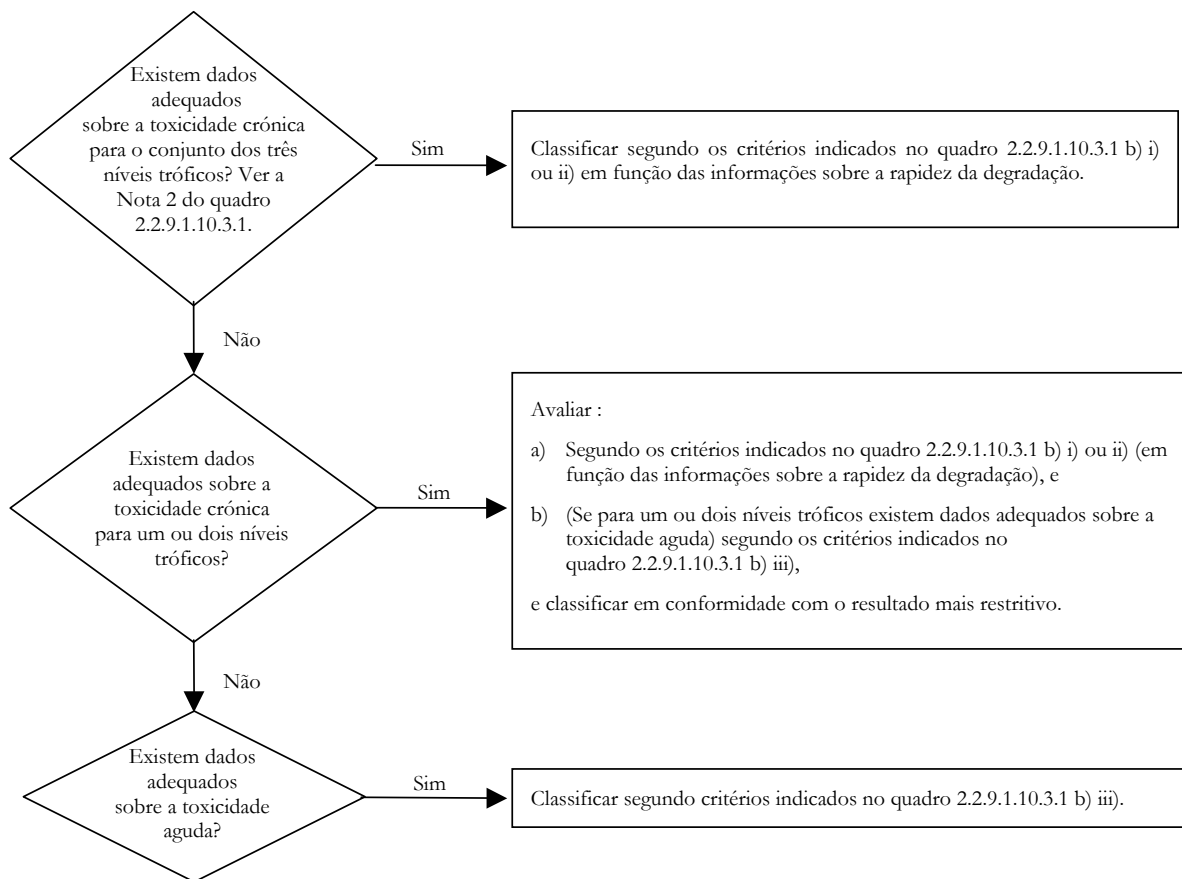 Existem dados
adequados
sobre a toxicidade crónica
para o conjunto dos três
níveis tróficos? Ver a
Nota 2 do quadro
2.2.9.1.10.3.1.
Sim
Classificar segundo os critérios indicados no quadro 2.2.9.1.10.3.1 b) i)
ou ii) em função das informações sobre a rapidez da degradação.
Não
Existem dados
adequados sobre a
toxicidade crónica
para um ou dois níveis
tróficos?
Sim
Avaliar :
a) Segundo os critérios indicados no quadro 2.2.9.1.10.3.1 b) i) ou ii) (em
função das informações sobre a rapidez da degradação), e
b) (Se para um ou dois níveis tróficos existem dados adequados sobre a
toxicidade aguda) segundo os critérios indicados no
quadro 2.2.9.1.10.3.1 b) iii),
e classificar em conformidade com o resultado mais restritivo.
Não
Existem dados
adequados
sobre a toxicidade
aguda?
Sim
Classificar segundo critérios indicados no quadro 2.2.9.1.10.3.1 b) iii).